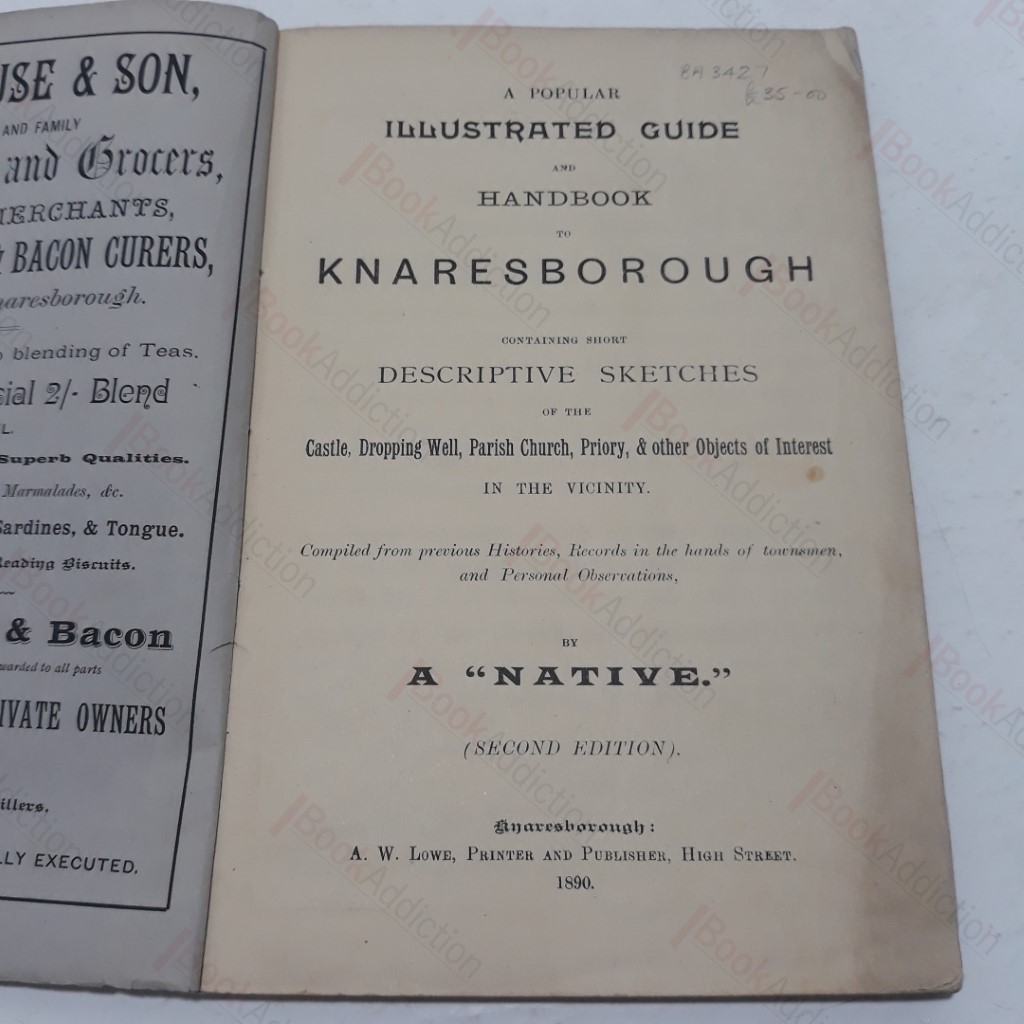 USE & SON,
AND FAMILY
and Grocers,
MERCHANTS,
BACON CURERS,
naresborough.
blending of Teas.
cial 2/- Blend
L.
Superb Qualities.
Marmalades, &c.
Sardines, & Tongue.
Leading Biscuits.
& Bacon
warded to all parts
IVATE OWNERS
illers.
LLY EXECUTED.
BA3427
£35-00
A POPULAR
ILLUSTRATED GUIDE
AND
HANDBOOK
TO
KNARESBOROUGH
CONTAINING SHORT
DESCRIPTIVE SKETCHES
OF THE
Castle, Dropping Well, Parish Church, Priory, & other Objects of Interest
IN THE VICINITY.
Compiled from previous Histories, Records in the hands of townsmen,
and Personal Observations,
BY
A “NATIVE.”
(SECOND EDITION).
Knaresborough:
A. W. Lowe, Printer and Publisher, High Street.
1890.
BookAddiction